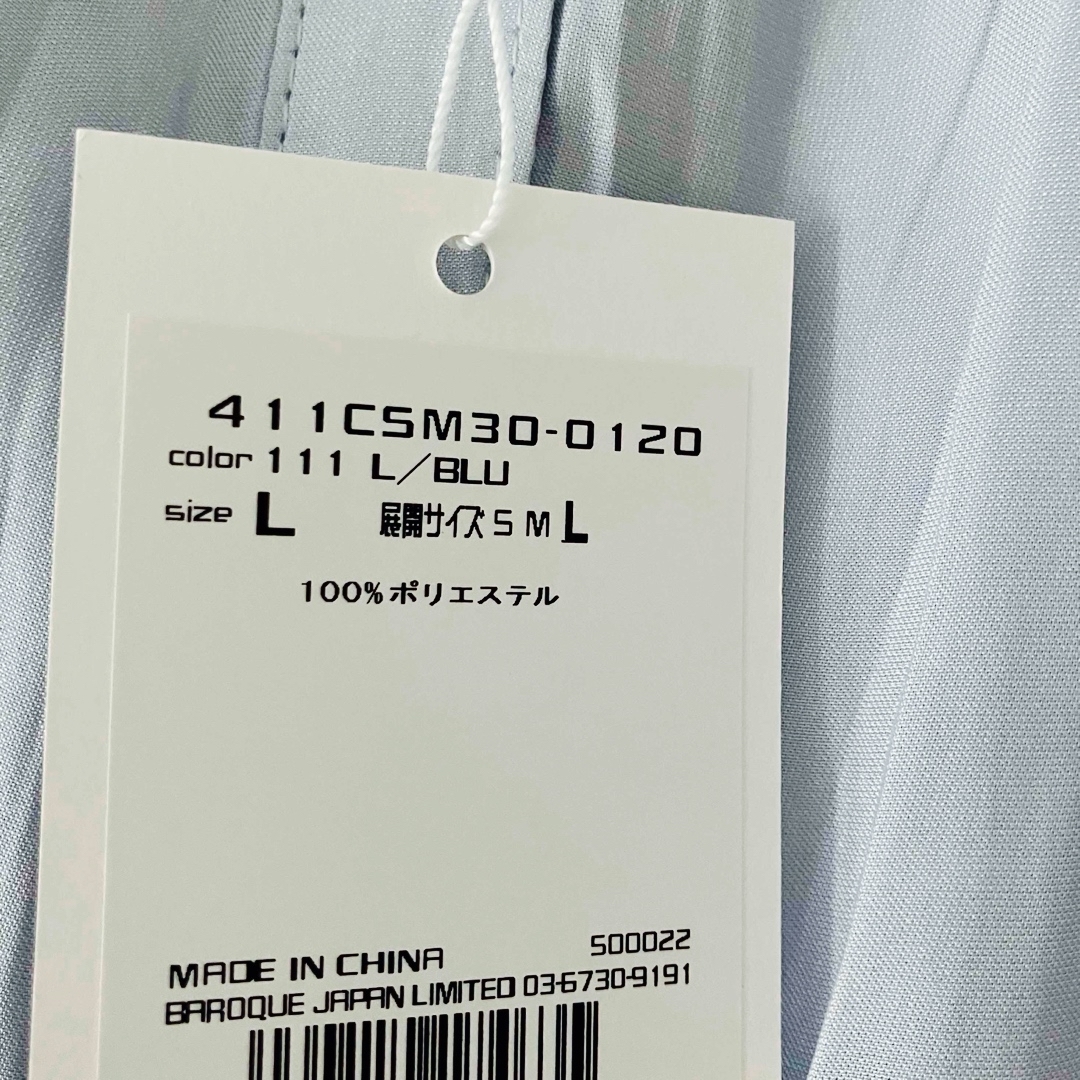 411CSM30-0120
color 111 L/BLU
size L 展開サイズ S M L
100%ポリエステル
500022
MADE IN CHINA
BAROQUE JAPAN LIMITED 03-6730-9191